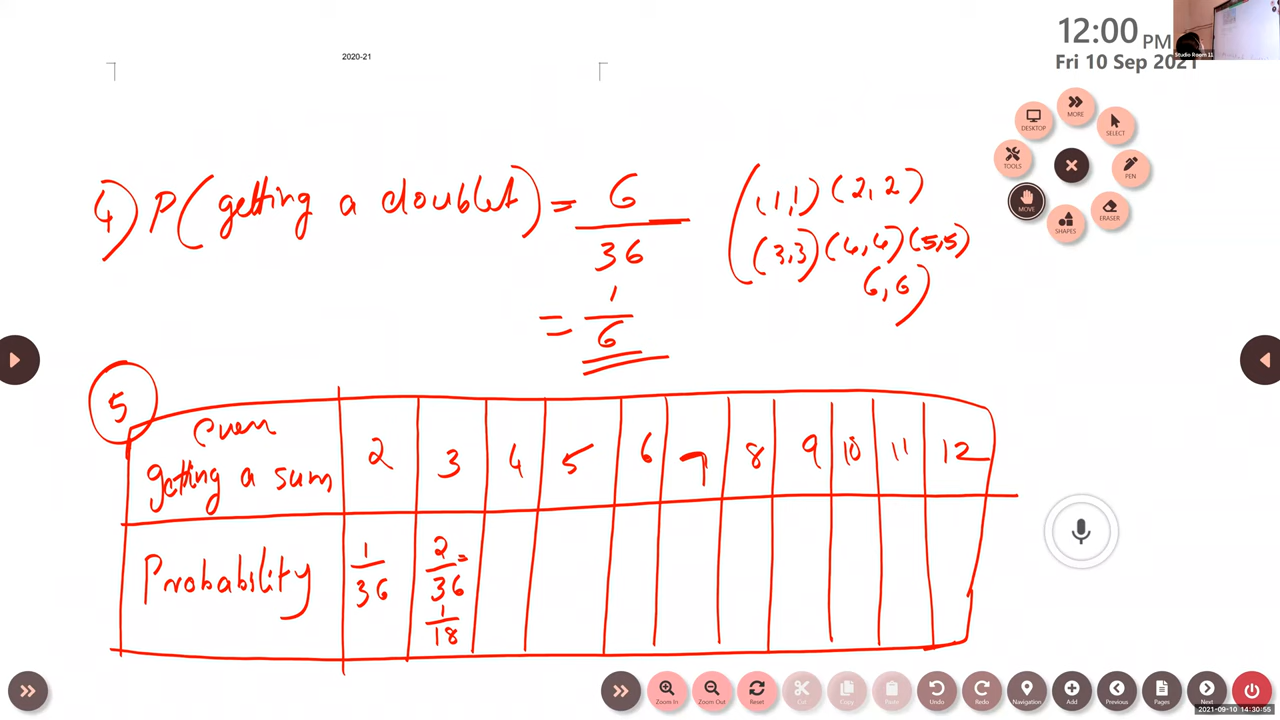 12:00 PM
Fri 10 Sep 2021
Studio Room 11
2020-21
DESKTOP
MORE
SELECT
TOOLS
PEN
MOVE
SHAPES
ERASER
4) P(getting a doublet) = 6/36
= 1/6
(1,1) (2,2)
(3,3) (4,4) (5,5)
6,6)
5
even getting a sum 2 3 4 5 6 7 8 9 10 11 12
Probability 1/36 2/36 = 1/18
Zoom In Zoom Out Reset Cut Copy Paste Undo Redo Navigation Add Previous Pages Next
2021-09-10 14:30:55